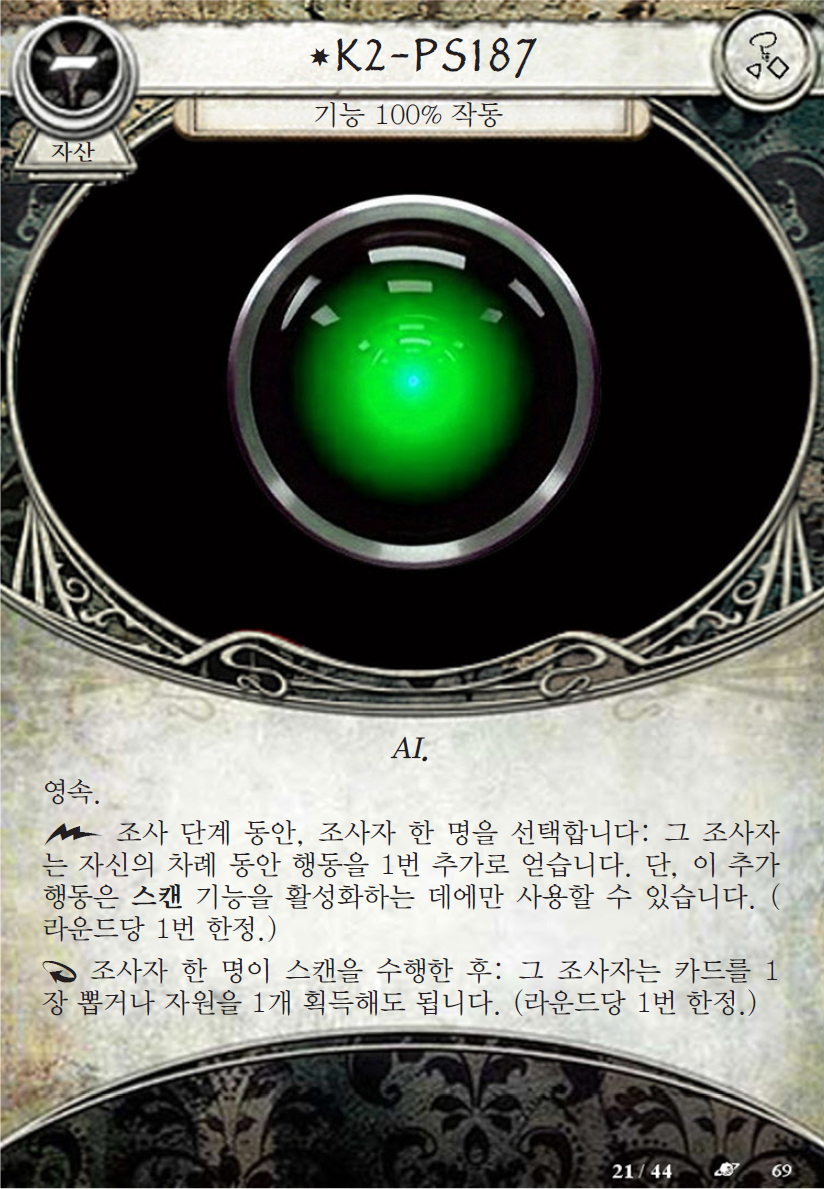 ✷K2-PS187
기능 100% 작동
자산
AI.
영속.
조사 단계 동안, 조사자 한 명을 선택합니다: 그 조사자
는 자신의 차례 동안 행동을 1번 추가로 얻습니다. 단, 이 추가
행동은 스캔 기능을 활성화하는 데에만 사용할 수 있습니다. (
라운드당 1번 한정.)
조사자 한 명이 스캔을 수행한 후: 그 조사자는 카드를 1
장 뽑거나 자원을 1개 획득해도 됩니다. (라운드당 1번 한정.)
21 / 44 69